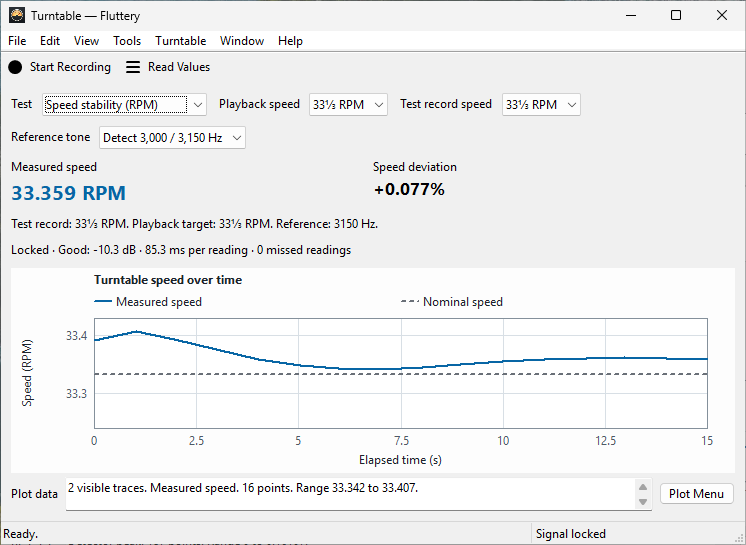 Turntable — Fluttery
File Edit View Tools Turntable Window Help
Start Recording Read Values
Test Speed stability (RPM) Playback speed 33⅓ RPM Test record speed 33⅓ RPM
Reference tone Detect 3,000 / 3,150 Hz
Measured speed Speed deviation
33.359 RPM +0.077%
Test record: 33⅓ RPM. Playback target: 33⅓ RPM. Reference: 3150 Hz.
Locked · Good: -10.3 dB · 85.3 ms per reading · 0 missed readings
Turntable speed over time
Measured speed Nominal speed
33.4
Speed (RPM)
33.3
0 2.5 5 7.5 10 12.5 15
Elapsed time (s)
Plot data 2 visible traces. Measured speed. 16 points. Range 33.342 to 33.407. Plot Menu
Ready. Signal locked